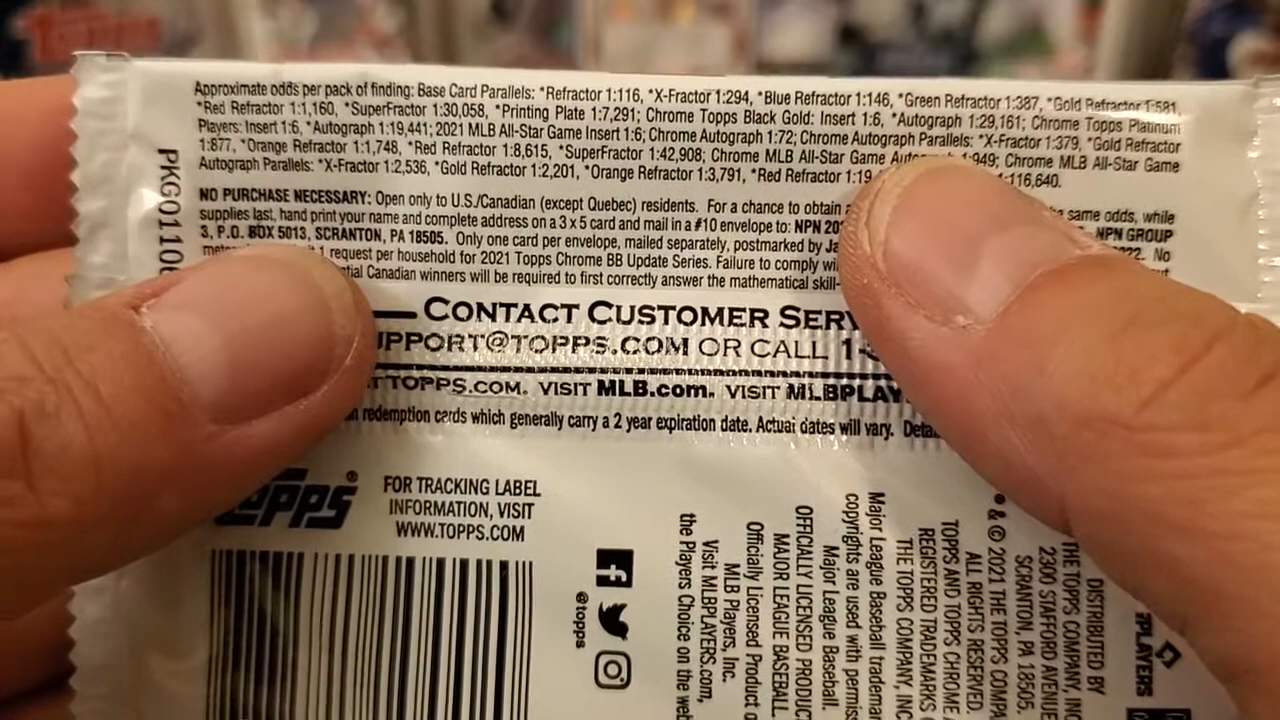 Approximate odds per pack of finding: Base Card Parallels: *Refractor 1:116, *X-Fractor 1:294, *Blue Refractor 1:146, *Green Refractor 1:387, *Gold Refractor 1:581,
*Red Refractor 1:1,160, *SuperFractor 1:30,058, *Printing Plate 1:7,291; Chrome Topps Black Gold: Insert 1:6, *Autograph 1:29,161; Chrome Topps Platinum
Players: Insert 1:6, *Autograph 1:19,441; 2021 MLB All-Star Game Insert 1:6; Chrome Autograph 1:72; Chrome Autograph Parallels: *X-Fractor 1:379, *Gold Refractor
1:877, *Orange Refractor 1:1,748, *Red Refractor 1:8,615, *SuperFractor 1:42,908; Chrome MLB All-Star Game 1:949; Chrome MLB All-Star Game
Autograph Parallels: *X-Fractor 1:2,536, *Gold Refractor 1:2,201, *Orange Refractor 1:3,791, *Red Refractor 1:19 1:116,640.
NO PURCHASE NECESSARY: Open only to U.S./Canadian (except Quebec) residents. For a chance to obtain same odds, while
supplies last, hand print your name and complete address on a 3 x 5 card and mail in a #10 envelope to: NPN 20 NPN GROUP
3, P.O. BOX 5013, SCRANTON, PA 18505. Only one card per envelope, mailed separately, postmarked by Ja No
1 request per household for 2021 Topps Chrome BB Update Series. Failure to comply wi
tial Canadian winners will be required to first correctly answer the mathematical skill-
CONTACT CUSTOMER SERV
UPPORT@TOPPS.COM OR CALL 1-
TTOPPS.COM. VISIT MLB.com. VISIT MLBPLAY
redemption cards which generally carry a 2 year expiration date. Actual dates will vary. Deta
PKG0110
TOPPS®
FOR TRACKING LABEL
INFORMATION, VISIT
WWW.TOPPS.COM
@topps
DISTRIBUTED BY
THE TOPPS COMPANY, INC
2300 STAFFORD AVENUE
SCRANTON, PA 18505.
® & © 2021 THE TOPPS COMPA
ALL RIGHTS RESERVED.
TOPPS AND TOPPS CHROME
REGISTERED TRADEMARKS
THE TOPPS COMPANY, INC
Major League Baseball trademar
copyrights are used with permiss
Major League Baseball.
OFFICIALLY LICENSED PRODUCT
MAJOR LEAGUE BASEBALL.
Officially Licensed Product o
MLB Players, Inc.
Visit MLBPLAYERS.com,
the Players Choice on the web
PLAYERS